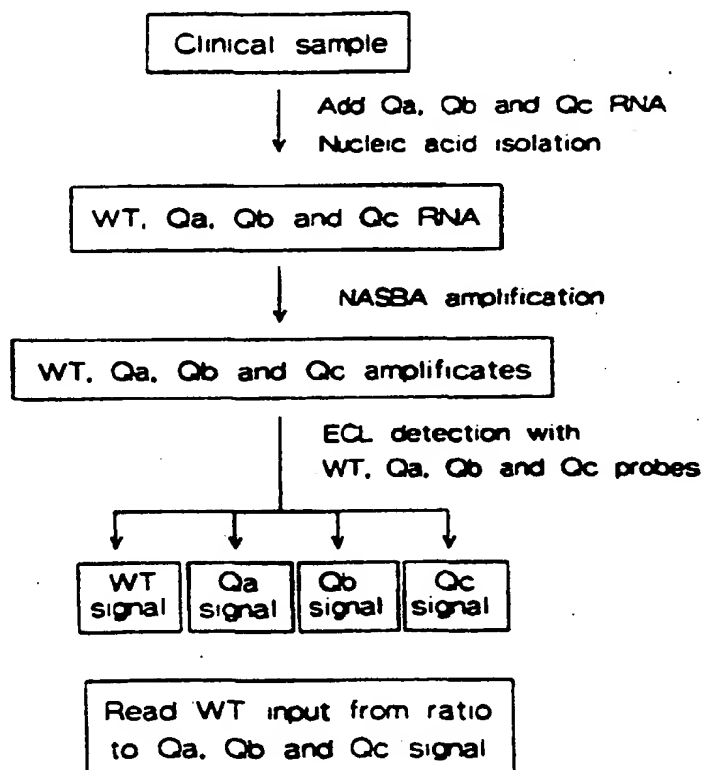 Clinical sample
Add Qa, Qb and Qc RNA
Nucleic acid isolation
WT, Qa, Qb and Qc RNA
NASBA amplification
WT, Qa, Qb and Qc amplificates
ECL detection with
WT, Qa, Qb and Qc probes
WT
signal
Qa
signal
Qb
signal
Qc
signal
Read WT input from ratio
to Qa, Qb and Qc signal